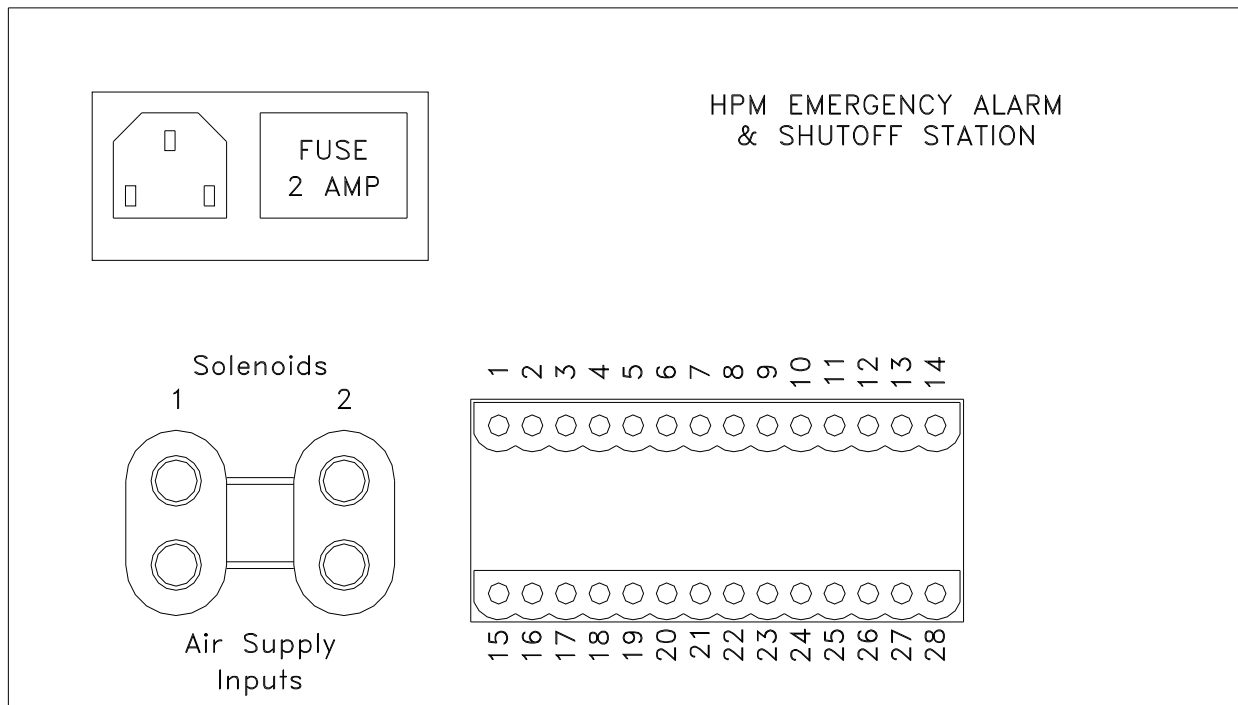 HPM EMERGENCY ALARM
& SHUTOFF STATION
FUSE
2 AMP
Solenoids
1 2
1 2 3 4 5 6 7 8 9 10 11 12 13 14
15 16 17 18 19 20 21 22 23 24 25 26 27 28
Air Supply
Inputs